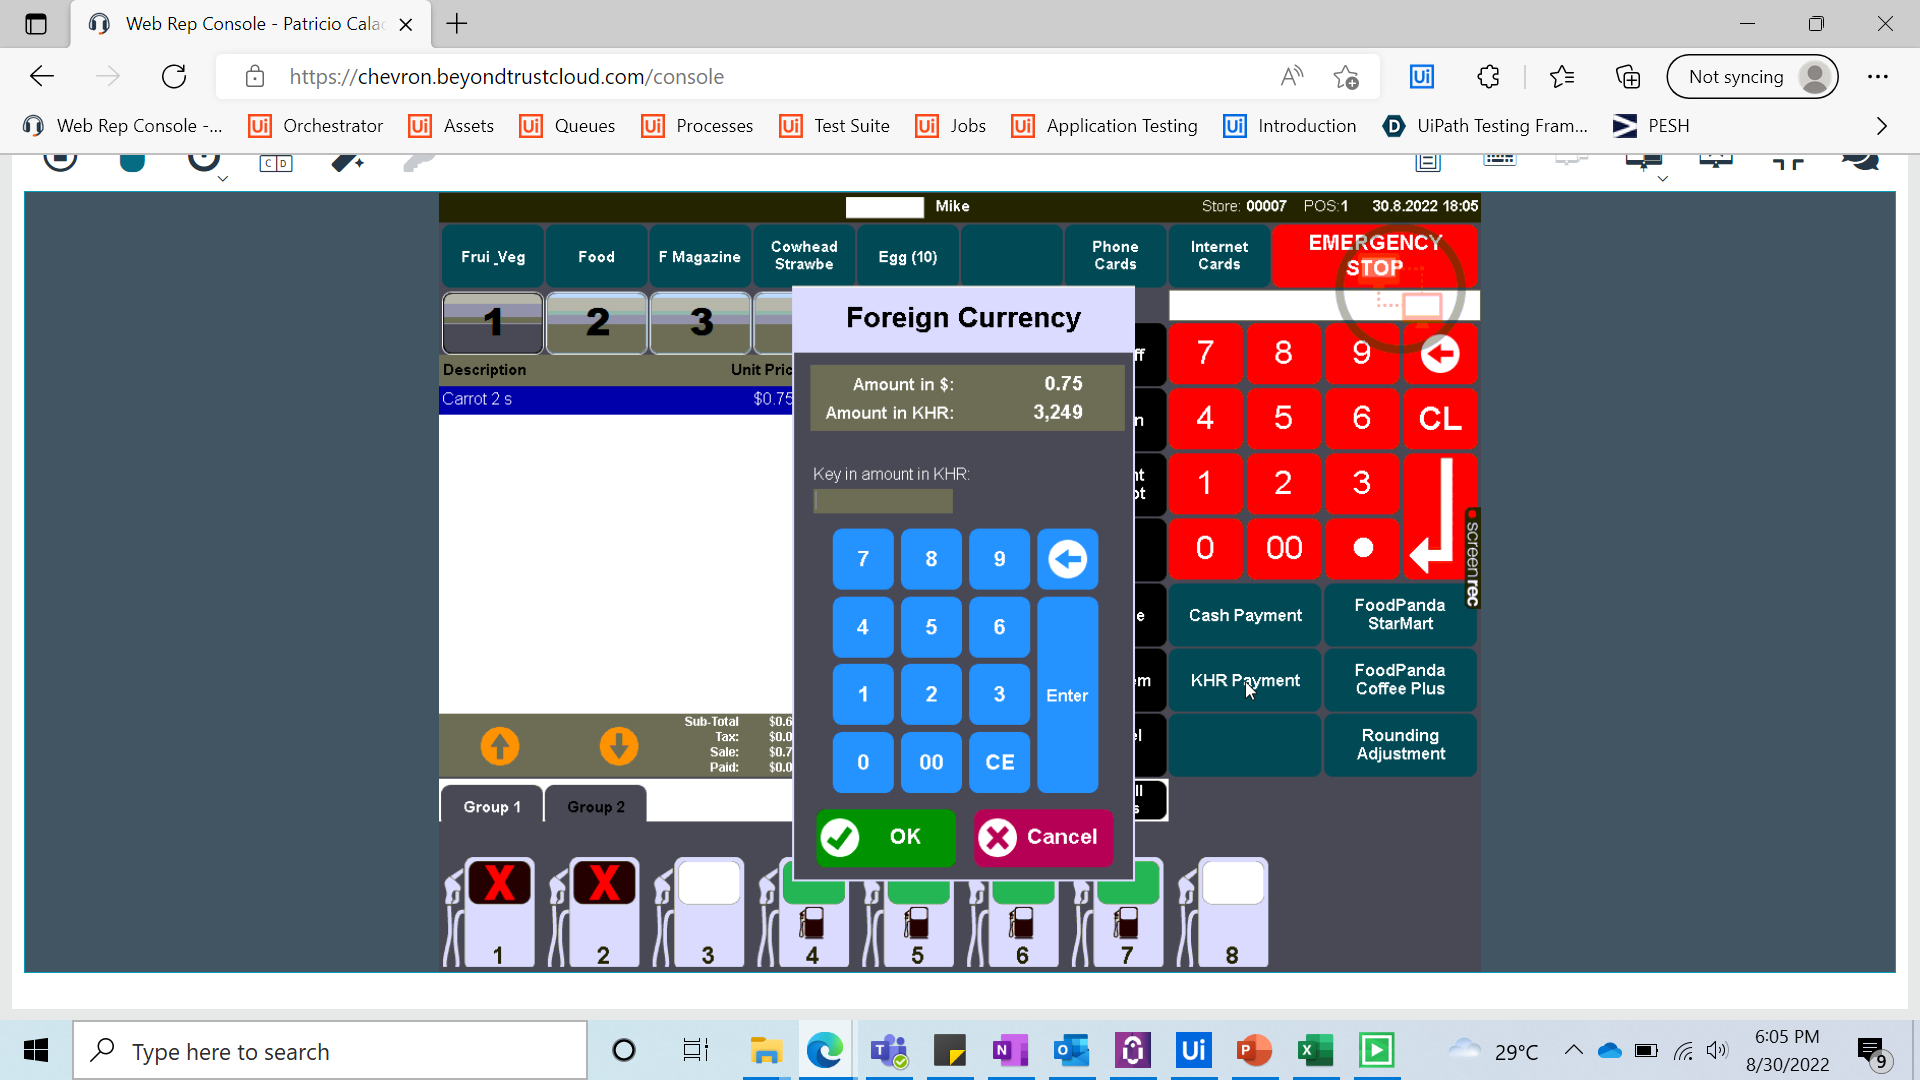 Web Rep Console - Patricio Cala
https://chevron.beyondtrustcloud.com/console
Not syncing
Web Rep Console -...
Orchestrator
Assets
Queues
Processes
Test Suite
Jobs
Application Testing
Introduction
UiPath Testing Fram...
PESH
C D
Mike
Store: 00007 POS:1 30.8.2022 18:05
Frui_Veg
Food
F Magazine
Cowhead
Strawbe
Egg (10)
Phone
Cards
Internet
Cards
EMERGENCY
STOP
1 2 3
Description Unit Pric
Carrot 2 s $0.75
Foreign Currency
Amount in $: 0.75
Amount in KHR: 3,249
Key in amount in KHR:
7 8 9
4 5 6
1 2 3 Enter
0 00 CE
OK Cancel
7 8 9
4 5 6 CL
1 2 3
0 00
screenrec
Cash Payment
FoodPanda
StarMart
KHR Payment
FoodPanda
Coffee Plus
Rounding
Adjustment
Sub-Total $0.6
Tax: $0.0
Sale: $0.7
Paid: $0.0
Group 1 Group 2
X X
1 2 3 4 5 6 7 8
Type here to search
29°C
6:05 PM
8/30/2022
9